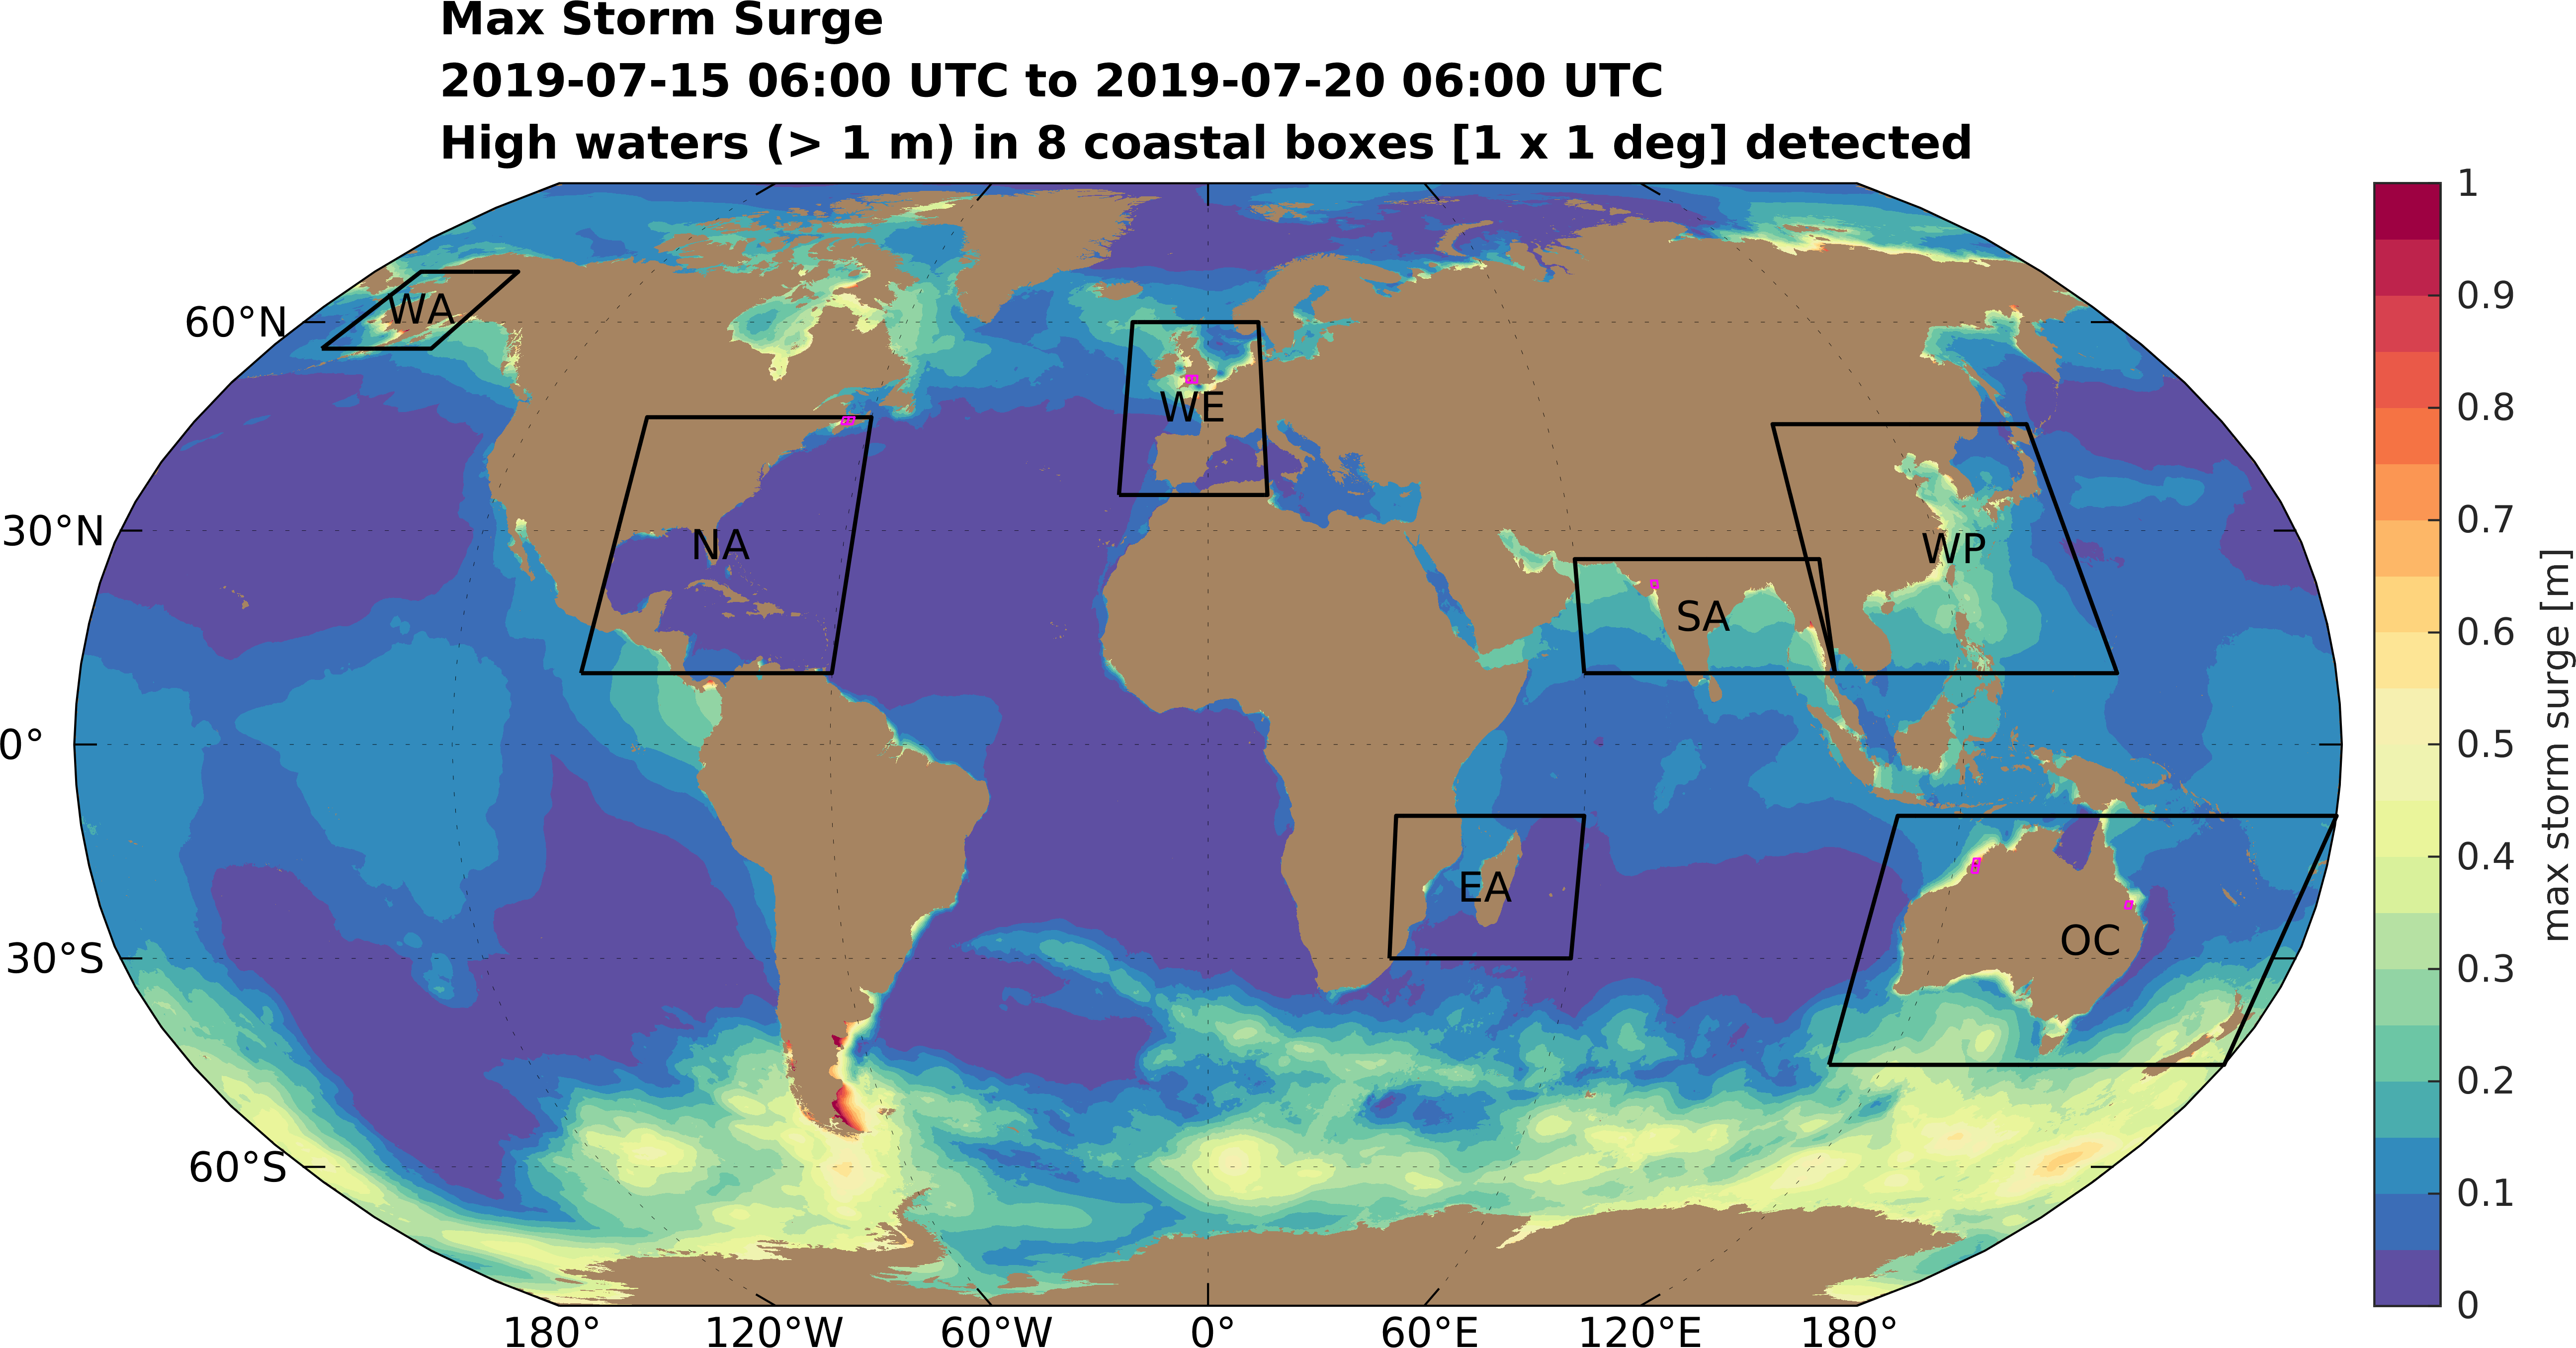 Max Storm Surge
2019-07-15 06:00 UTC to 2019-07-20 06:00 UTC
High waters (> 1 m) in 8 coastal boxes [1 x 1 deg] detected
60°N
30°N
0°
30°S
60°S
WA
NA
WE
SA
WP
EA
OC
180°
120°W
60°W
0°
60°E
120°E
180°
1
0.9
0.8
0.7
0.6
0.5
0.4
0.3
0.2
0.1
0
max storm surge [m]